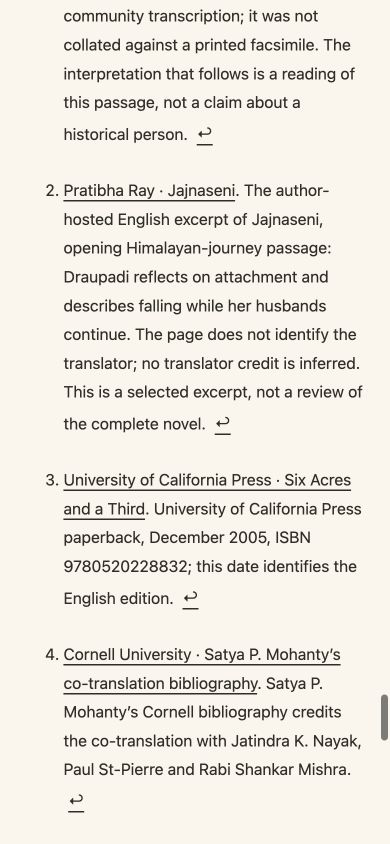 community transcription; it was not
collated against a printed facsimile. The
interpretation that follows is a reading of
this passage, not a claim about a
historical person. ↩
2. Pratibha Ray · Jajnaseni. The author-
hosted English excerpt of Jajnaseni,
opening Himalayan-journey passage:
Draupadi reflects on attachment and
describes falling while her husbands
continue. The page does not identify the
translator; no translator credit is inferred.
This is a selected excerpt, not a review of
the complete novel. ↩
3. University of California Press · Six Acres
and a Third. University of California Press
paperback, December 2005, ISBN
9780520228832; this date identifies the
English edition. ↩
4. Cornell University · Satya P. Mohanty’s
co-translation bibliography. Satya P.
Mohanty’s Cornell bibliography credits
the co-translation with Jatindra K. Nayak,
Paul St-Pierre and Rabi Shankar Mishra.
↩